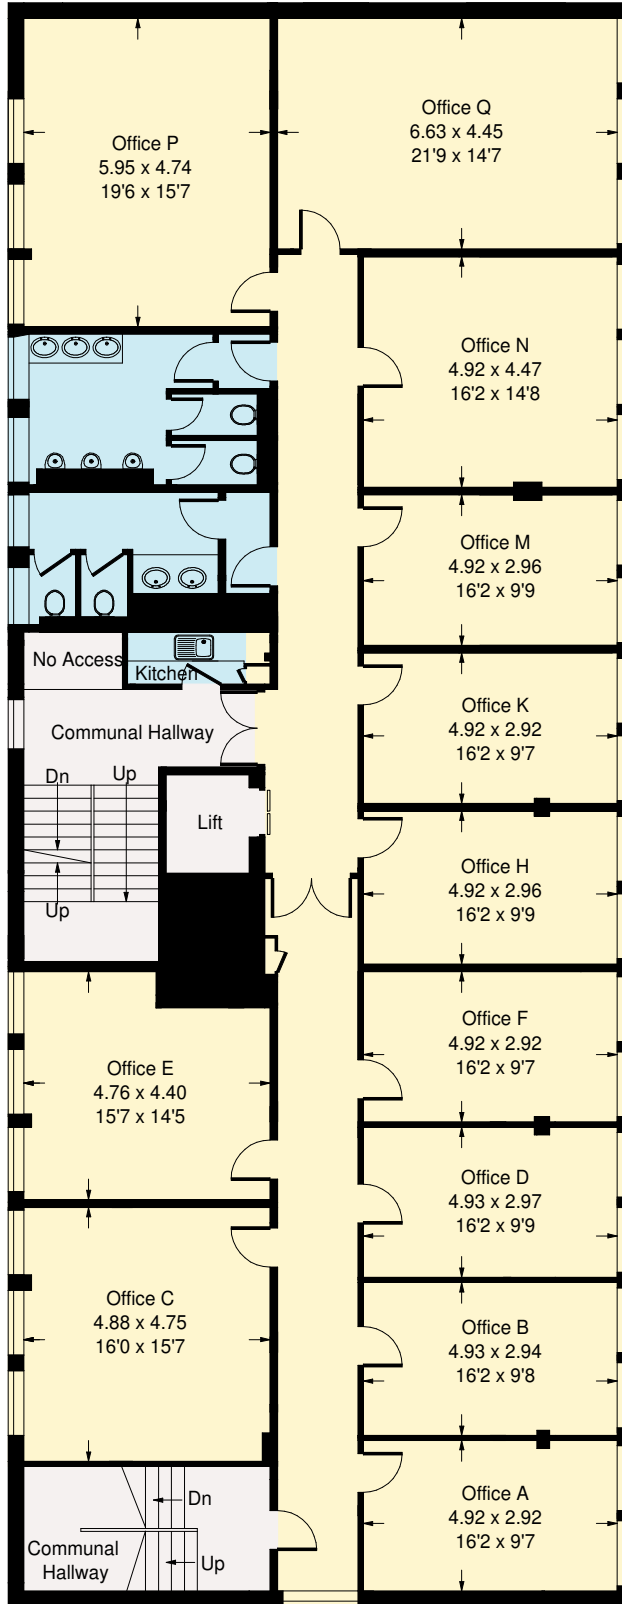 Office Q
6.63 x 4.45
21'9 x 14'7
Office P
5.95 x 4.74
19'6 x 15'7
Office N
4.92 x 4.47
16'2 x 14'8
Office M
4.92 x 2.96
16'2 x 9'9
No Access
Kitchen
Communal Hallway
Office K
4.92 x 2.92
16'2 x 9'7
Dn
Up
Lift
Up
Office H
4.92 x 2.96
16'2 x 9'9
Office F
4.92 x 2.92
16'2 x 9'7
Office E
4.76 x 4.40
15'7 x 14'5
Office D
4.93 x 2.97
16'2 x 9'9
Office C
4.88 x 4.75
16'0 x 15'7
Office B
4.93 x 2.94
16'2 x 9'8
Office A
4.92 x 2.92
16'2 x 9'7
Dn
Up
Communal
Hallway